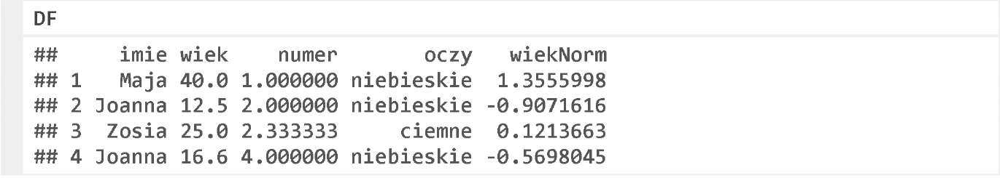 DF
##     imie wiek    numer       oczy   wiekNorm
## 1   Maja 40.0 1.000000 niebieskie  1.3555998
## 2 Joanna 12.5 2.000000 niebieskie -0.9071616
## 3  Zosia 25.0 2.333333     ciemne  0.1213663
## 4 Joanna 16.6 4.000000 niebieskie -0.5698045